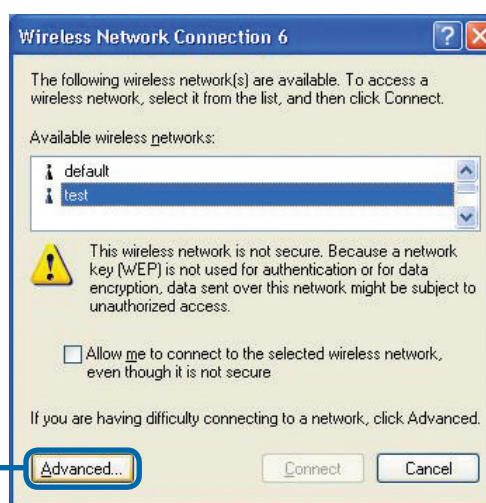 Wireless Network Connection 6
The following wireless network(s) are available. To access a
wireless network, select it from the list, and then click Connect.
Available wireless networks:
default
test
This wireless network is not secure. Because a network
key (WEP) is not used for authentication or for data
encryption, data sent over this network might be subject to
unauthorized access.
Allow me to connect to the selected wireless network,
even though it is not secure
If you are having difficulty connecting to a network, click Advanced.
Advanced... Connect Cancel